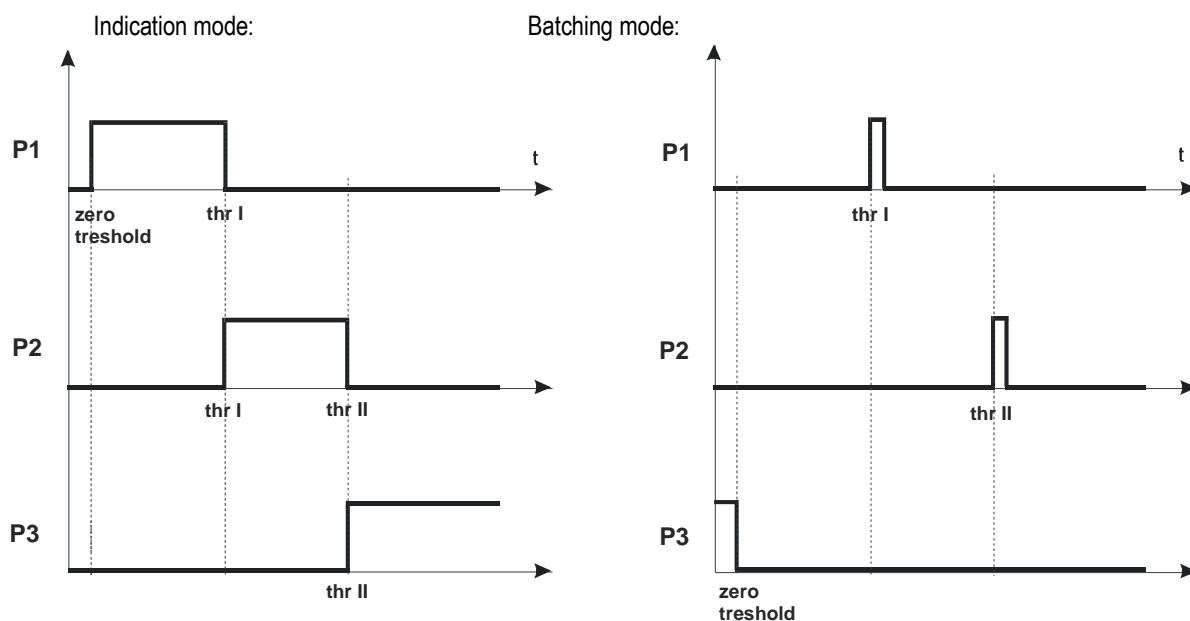 Indication mode:
Batching mode:
P1
t
zero
treshold
thr I
P2
thr I
thr II
P3
thr II
P1
t
thr I
P2
thr II
P3
zero
treshold